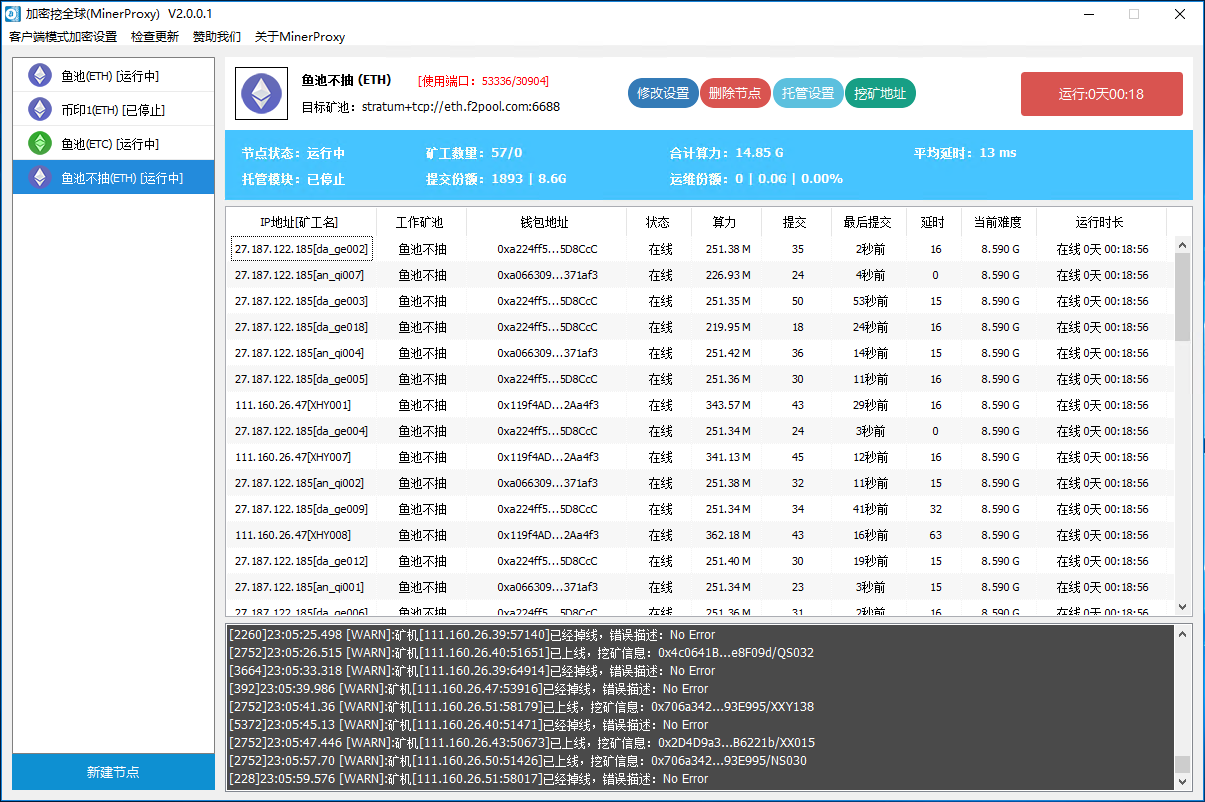 加密挖全球(MinerProxy) V2.0.0.1
客户端模式加密设置 检查更新 赞助我们 关于MinerProxy
鱼池(ETH) [运行中]
币印1(ETH) [已停止]
鱼池(ETC) [运行中]
鱼池不抽(ETH) [运行中]
新建节点
鱼池不抽 (ETH) [使用端口：53336/30904]
目标矿池：stratum+tcp://eth.f2pool.com:6688
修改设置 删除节点 托管设置 挖矿地址
运行:0天00:18
节点状态：运行中 矿工数量：57/0 合计算力：14.85 G 平均延时：13 ms
托管模块：已停止 提交份额：1893 | 8.6G 运维份额：0 | 0.0G | 0.00%
IP地址[矿工名] 工作矿池 钱包地址 状态 算力 提交 最后提交 延时 当前难度 运行时长
27.187.122.185[da_ge002] 鱼池不抽 0xa224ff5...5D8CcC 在线 251.38 M 35 2秒前 16 8.590 G 在线 0天 00:18:56
27.187.122.185[an_qi007] 鱼池不抽 0xa066309...371af3 在线 226.93 M 24 4秒前 0 8.590 G 在线 0天 00:18:56
27.187.122.185[da_ge003] 鱼池不抽 0xa224ff5...5D8CcC 在线 251.35 M 50 53秒前 15 8.590 G 在线 0天 00:18:56
27.187.122.185[da_ge018] 鱼池不抽 0xa224ff5...5D8CcC 在线 219.95 M 18 24秒前 16 8.590 G 在线 0天 00:18:56
27.187.122.185[an_qi004] 鱼池不抽 0xa066309...371af3 在线 251.42 M 36 14秒前 15 8.590 G 在线 0天 00:18:56
27.187.122.185[da_ge005] 鱼池不抽 0xa224ff5...5D8CcC 在线 251.36 M 30 11秒前 16 8.590 G 在线 0天 00:18:56
111.160.26.47[XHY001] 鱼池不抽 0x119f4AD...2Aa4f3 在线 343.57 M 43 29秒前 16 8.590 G 在线 0天 00:18:56
27.187.122.185[da_ge004] 鱼池不抽 0xa224ff5...5D8CcC 在线 251.34 M 24 3秒前 0 8.590 G 在线 0天 00:18:56
111.160.26.47[XHY007] 鱼池不抽 0x119f4AD...2Aa4f3 在线 341.13 M 45 12秒前 16 8.590 G 在线 0天 00:18:56
27.187.122.185[an_qi002] 鱼池不抽 0xa066309...371af3 在线 251.38 M 32 11秒前 15 8.590 G 在线 0天 00:18:56
27.187.122.185[da_ge009] 鱼池不抽 0xa224ff5...5D8CcC 在线 251.34 M 34 41秒前 32 8.590 G 在线 0天 00:18:56
111.160.26.47[XHY008] 鱼池不抽 0x119f4AD...2Aa4f3 在线 362.18 M 43 16秒前 63 8.590 G 在线 0天 00:18:56
27.187.122.185[da_ge012] 鱼池不抽 0xa224ff5...5D8CcC 在线 251.40 M 30 19秒前 15 8.590 G 在线 0天 00:18:56
27.187.122.185[an_qi001] 鱼池不抽 0xa066309...371af3 在线 251.34 M 23 3秒前 15 8.590 G 在线 0天 00:18:56
27.187.122.185[da_ge006] 鱼池不抽 0xa224ff5...5D8CcC 在线 251.36 M 31 2秒前 16 8.590 G 在线 0天 00:18:56
[2260]23:05:25.498 [WARN]:矿机[111.160.26.39:57140]已经掉线，错误描述：No Error
[2752]23:05:26.515 [WARN]:矿机[111.160.26.40:51651]已上线，挖矿信息：0x4c0641B...e8F09d/QS032
[3664]23:05:33.318 [WARN]:矿机[111.160.26.39:64914]已经掉线，错误描述：No Error
[392]23:05:39.986 [WARN]:矿机[111.160.26.47:53916]已经掉线，错误描述：No Error
[2752]23:05:41.36 [WARN]:矿机[111.160.26.51:58179]已上线，挖矿信息：0x706a342...93E995/XXY138
[5372]23:05:45.13 [WARN]:矿机[111.160.26.40:51471]已经掉线，错误描述：No Error
[2752]23:05:47.446 [WARN]:矿机[111.160.26.43:50673]已上线，挖矿信息：0x2D4D9a3...B6221b/XX015
[2752]23:05:57.70 [WARN]:矿机[111.160.26.50:51426]已上线，挖矿信息：0x706a342...93E995/NS030
[228]23:05:59.576 [WARN]:矿机[111.160.26.51:58017]已经掉线，错误描述：No Error